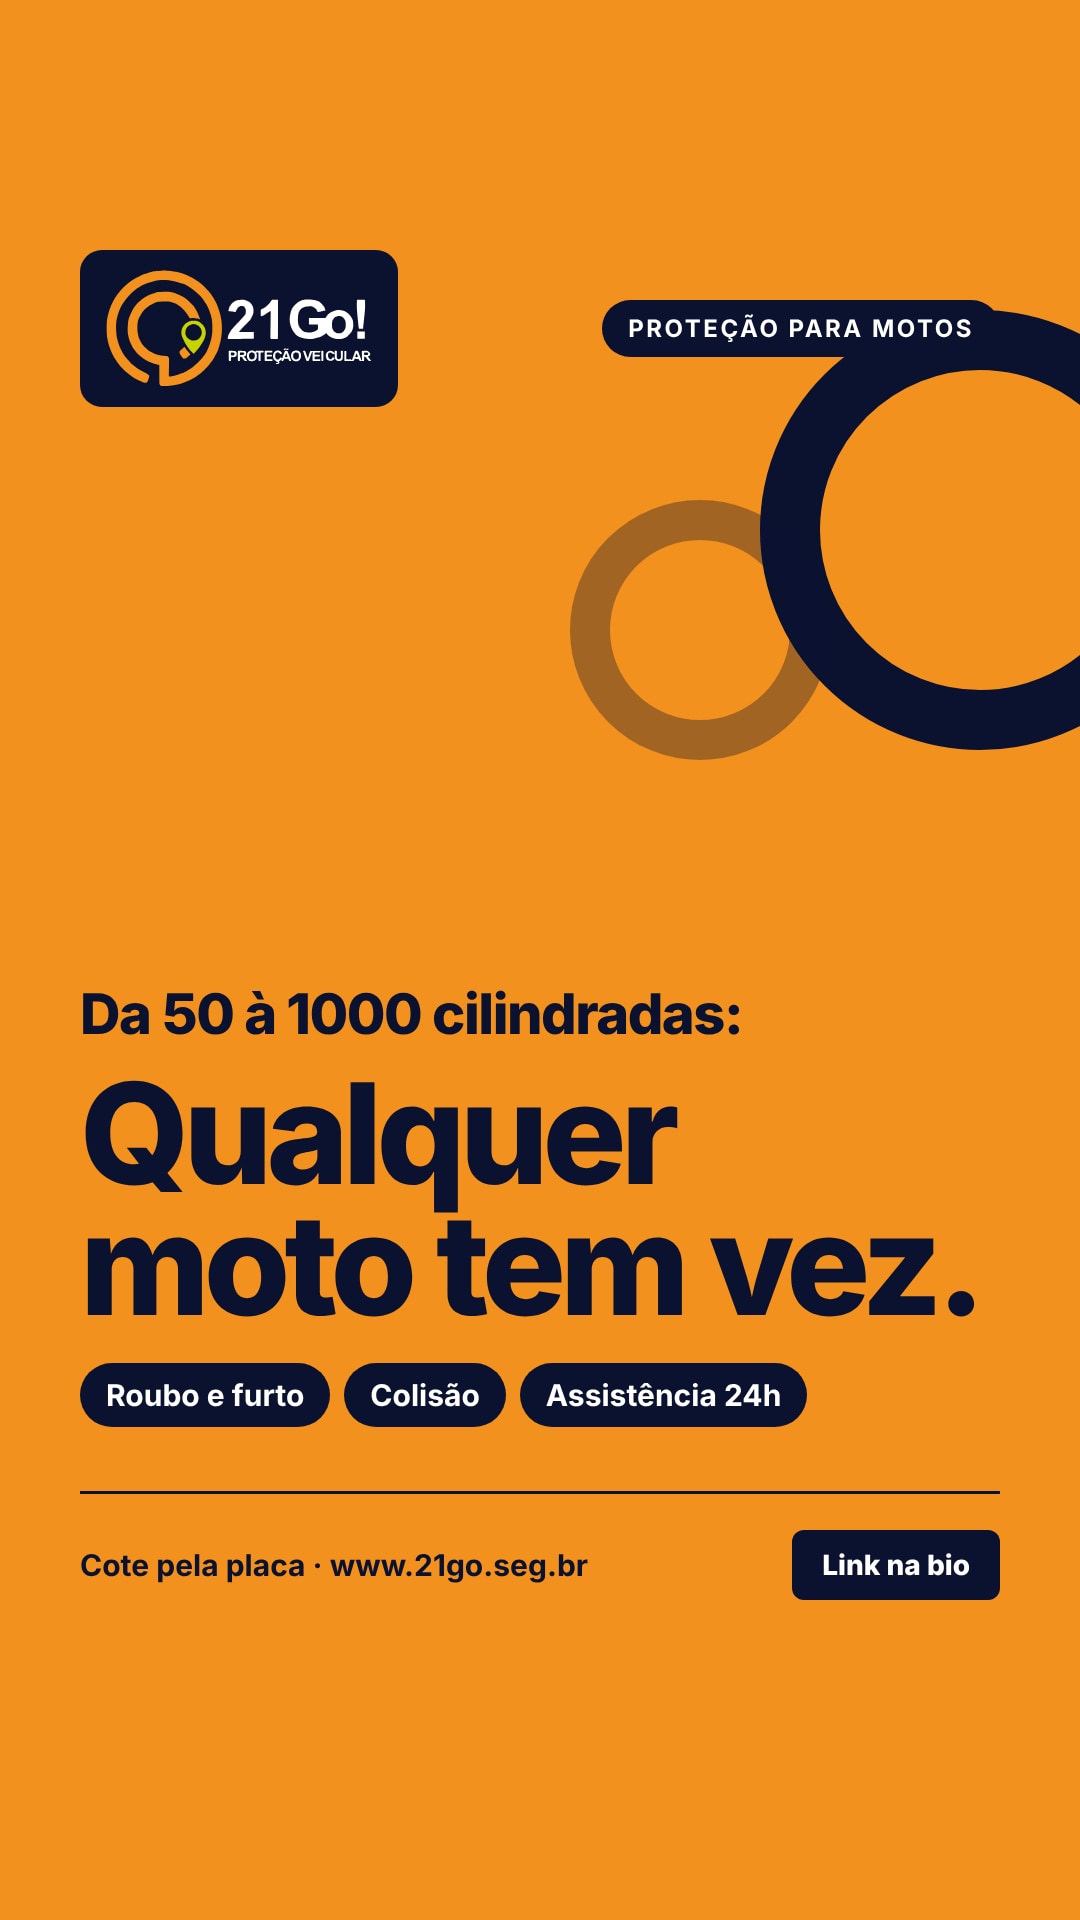 21Go!
PROTEÇÃO VEICULAR
PROTEÇÃO PARA MOTOS
Da 50 à 1000 cilindradas:
Qualquer
moto tem vez.
Roubo e furto
Colisão
Assistência 24h
Cote pela placa · www.21go.seg.br
Link na bio